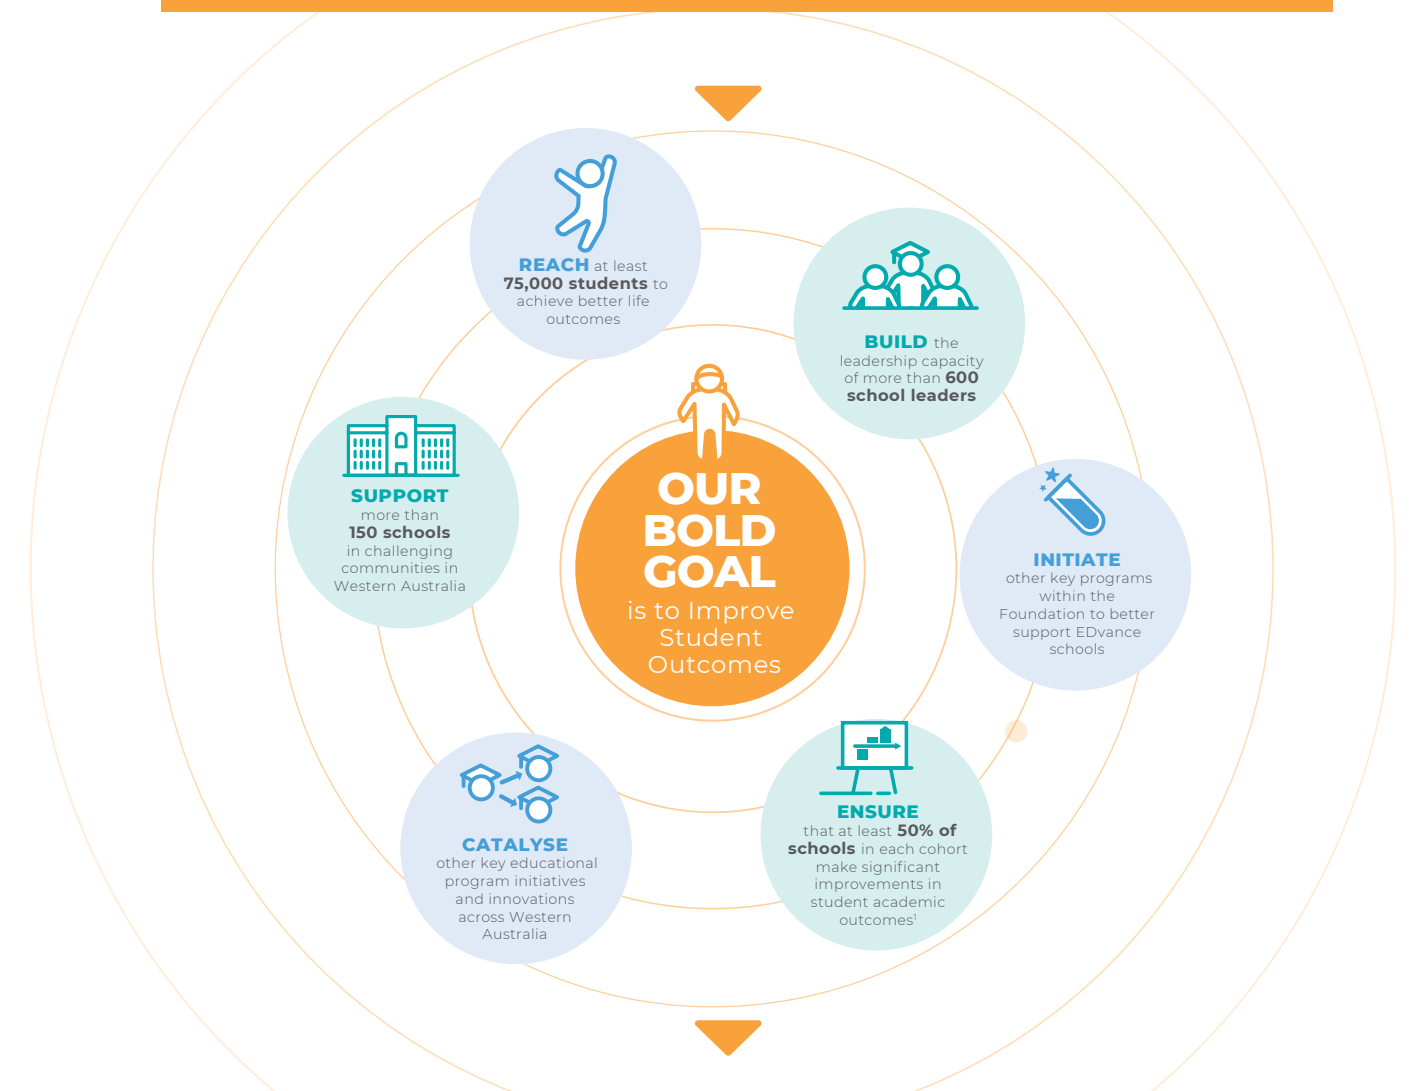 REACH at least
75,000 students to
achieve better life
outcomes
BUILD the
leadership capacity
of more than 600
school leaders
SUPPORT
more than
150 schools
in challenging
communities in
Western Australia
OUR
BOLD
GOAL
is to Improve
Student
Outcomes
INITIATE
other key programs
within the
Foundation to better
support EDvance
schools
CATALYSE
other key educational
program initiatives
and innovations
across Western
Australia
ENSURE
that at least 50% of
schools in each cohort
make significant
improvements in
student academic
outcomes¹